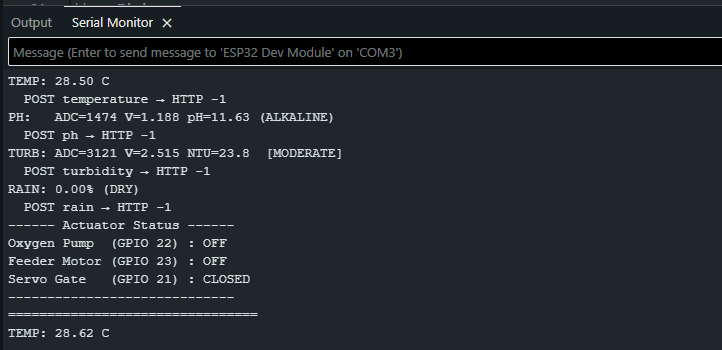 Output Serial Monitor ×
Message (Enter to send message to 'ESP32 Dev Module' on 'COM3')
TEMP: 28.50 C
  POST temperature → HTTP -1
PH:   ADC=1474 V=1.188 pH=11.63 (ALKALINE)
  POST ph → HTTP -1
TURB: ADC=3121 V=2.515 NTU=23.8  [MODERATE]
  POST turbidity → HTTP -1
RAIN: 0.00% (DRY)
  POST rain → HTTP -1
------ Actuator Status ------
Oxygen Pump  (GPIO 22) : OFF
Feeder Motor (GPIO 23) : OFF
Servo Gate   (GPIO 21) : CLOSED
-----------------------------
================================
TEMP: 28.62 C